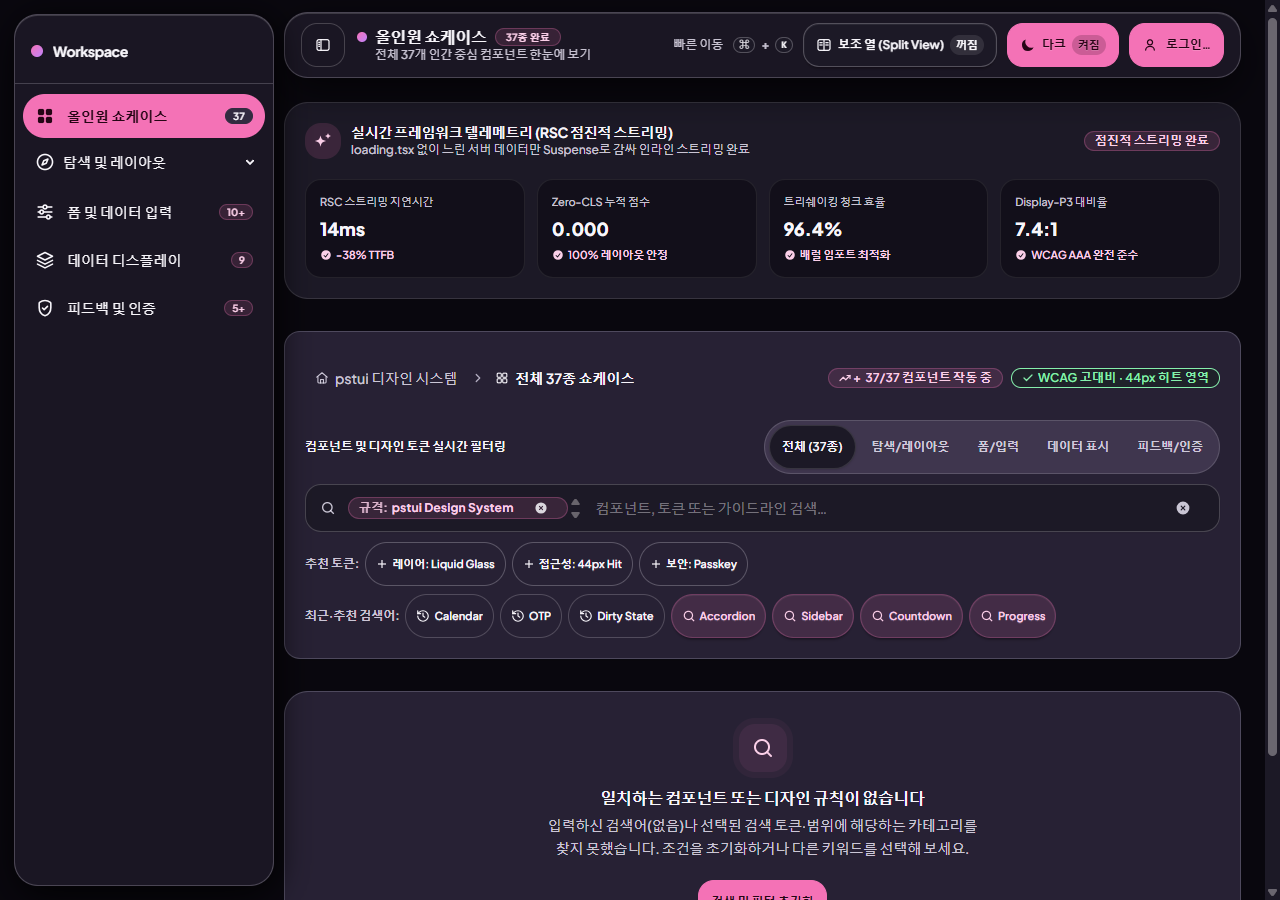 Workspace
올인원 쇼케이스 37
탐색 및 레이아웃
폼 및 데이터 입력 10+
데이터 디스플레이 9
피드백 및 인증 5+
올인원 쇼케이스 37종 완료
전체 37개 인간 중심 컴포넌트 한눈에 보기
빠른 이동 ⌘ + K
보조 열 (Split View) 꺼짐
다크 켜짐
로그인…
실시간 프레임워크 텔레메트리 (RSC 점진적 스트리밍)
loading.tsx 없이 느린 서버 데이터만 Suspense로 감싸 인라인 스트리밍 완료
점진적 스트리밍 완료
RSC 스트리밍 지연시간
14ms
-38% TTFB
Zero-CLS 누적 점수
0.000
100% 레이아웃 안정
트리쉐이킹 청크 효율
96.4%
배럴 임포트 최적화
Display-P3 대비율
7.4:1
WCAG AAA 완전 준수
pstui 디자인 시스템
전체 37종 쇼케이스
+ 37/37 컴포넌트 작동 중
WCAG 고대비 · 44px 히트 영역
컴포넌트 및 디자인 토큰 실시간 필터링
전체 (37종) 탐색/레이아웃 폼/입력 데이터 표시 피드백/인증
규격: pstui Design System
컴포넌트, 토큰 또는 가이드라인 검색...
추천 토큰: + 레이어: Liquid Glass + 접근성: 44px Hit + 보안: Passkey
최근·추천 검색어: Calendar OTP Dirty State Accordion Sidebar Countdown Progress
일치하는 컴포넌트 또는 디자인 규칙이 없습니다
입력하신 검색어(없음)나 선택된 검색 토큰·범위에 해당하는 카테고리를
찾지 못했습니다. 조건을 초기화하거나 다른 키워드를 선택해 보세요.